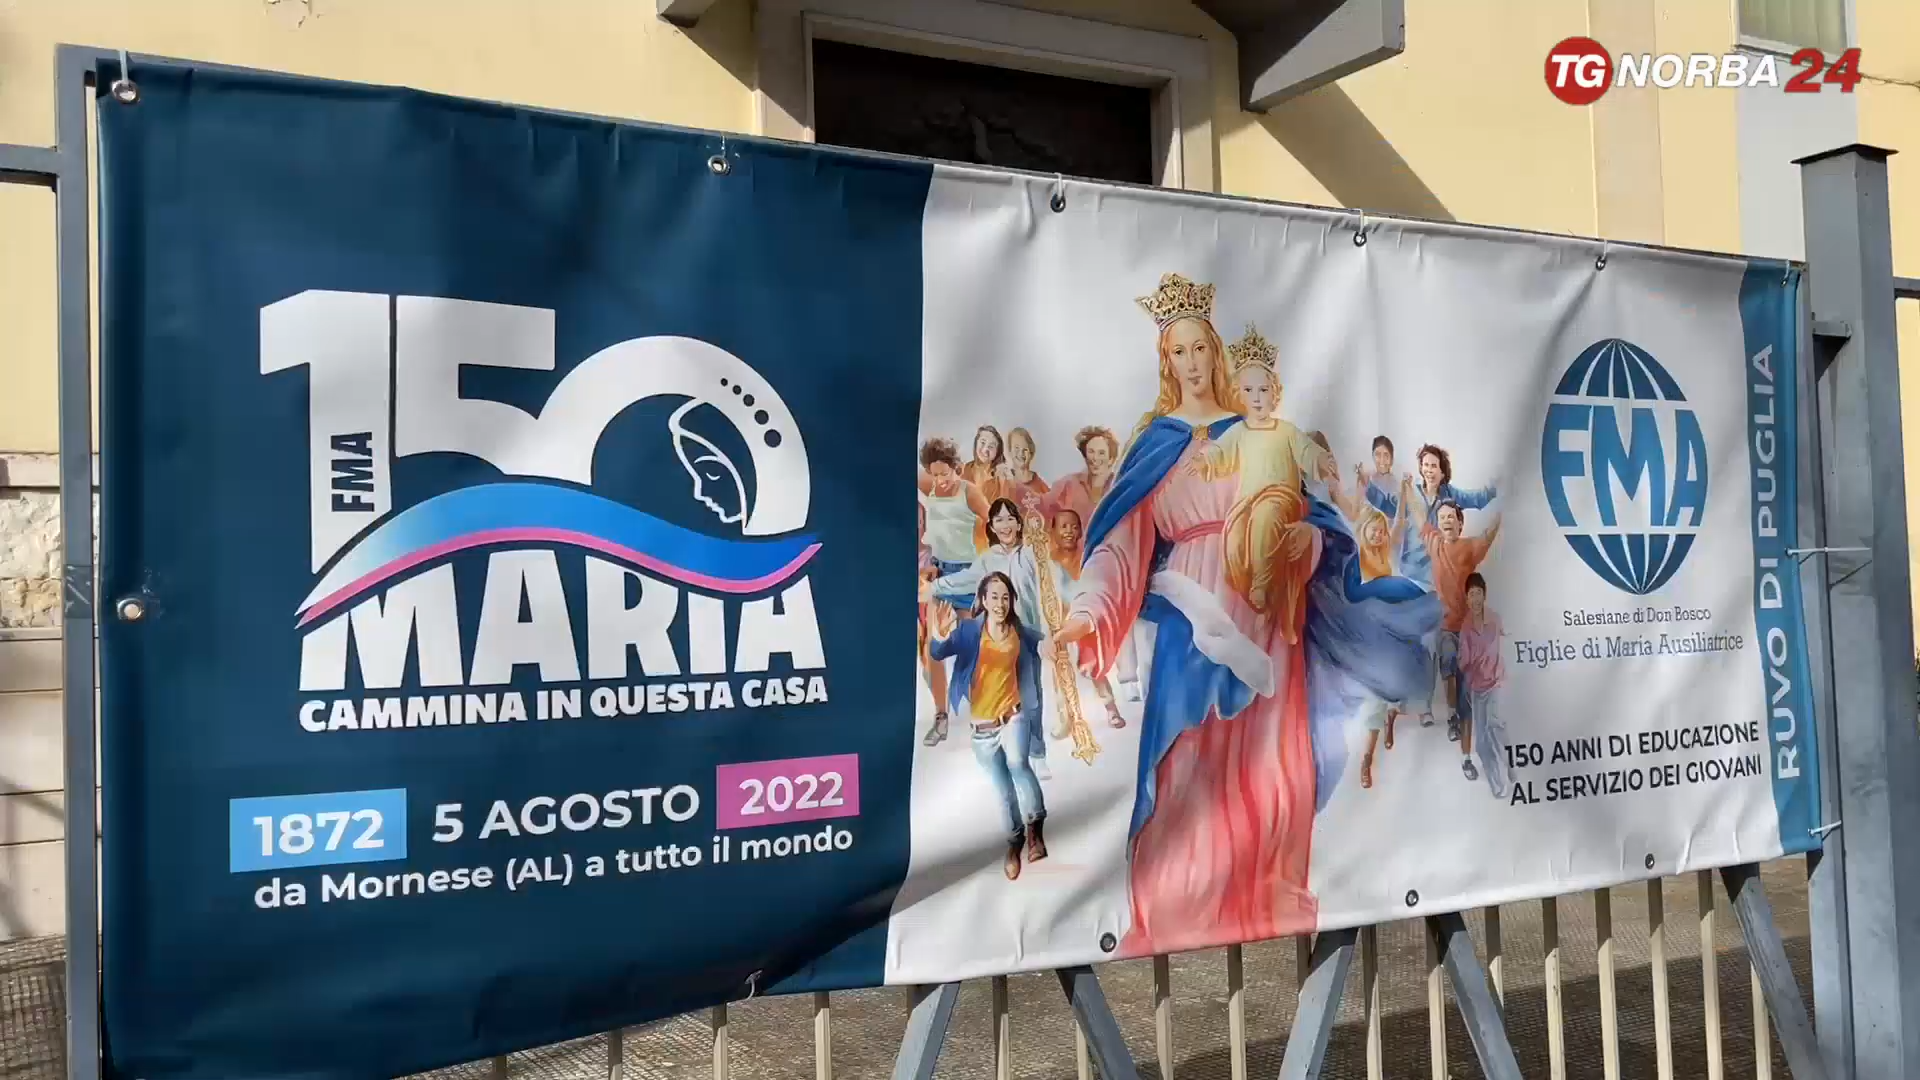 TG NORBA 24
150
FMA
MARIA
CAMMINA IN QUESTA CASA
1872 5 AGOSTO 2022
da Mornese (AL) a tutto il mondo
FMA
Salesiane di Don Bosco
Figlie di Maria Ausiliatrice
150 ANNI DI EDUCAZIONE
AL SERVIZIO DEI GIOVANI
RUVO DI PUGLIA